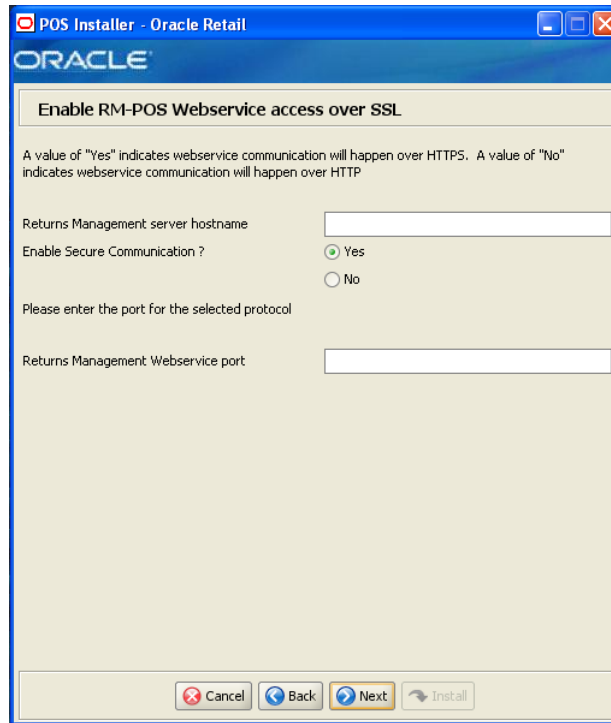 POS Installer - Oracle Retail
ORACLE
Enable RM-POS Webservice access over SSL
A value of "Yes" indicates webservice communication will happen over HTTPS. A value of "No"
indicates webservice communication will happen over HTTP
Returns Management server hostname
Enable Secure Communication ?
Yes
No
Please enter the port for the selected protocol
Returns Management Webservice port
Cancel
Back
Next
Install